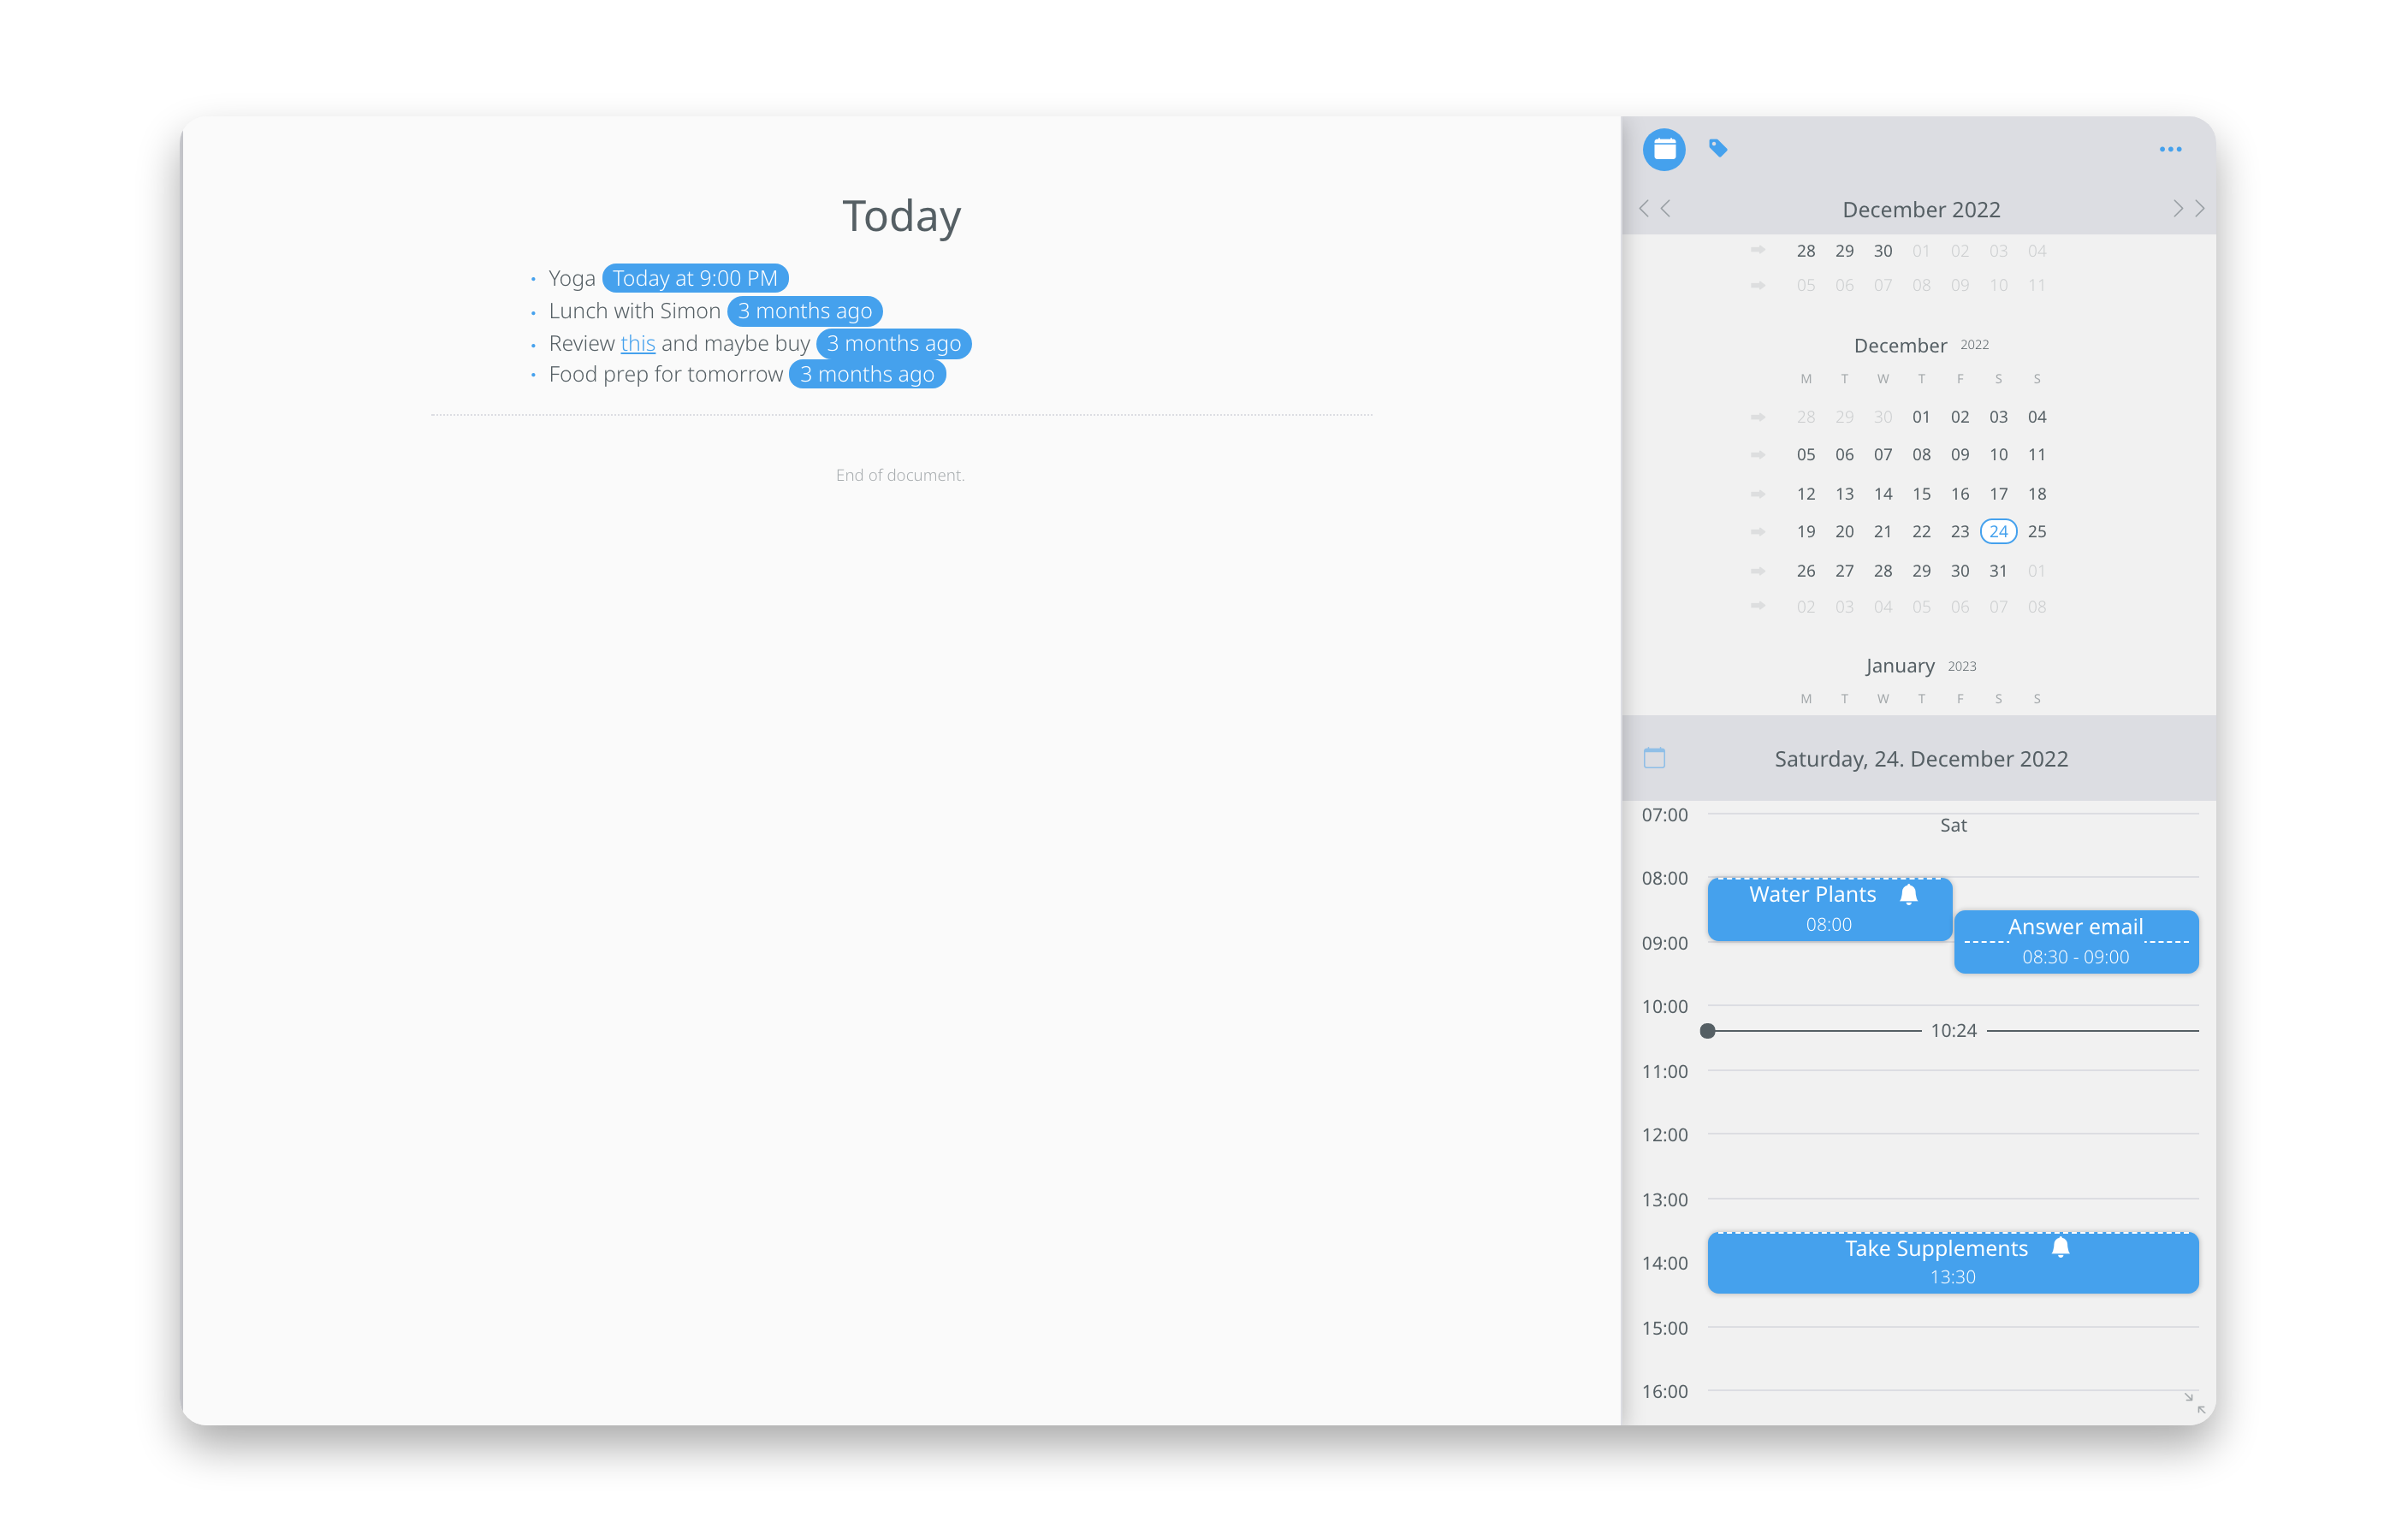 Today
Yoga Today at 9:00 PM
Lunch with Simon 3 months ago
Review this and maybe buy 3 months ago
Food prep for tomorrow 3 months ago
End of document.
December 2022
28 29 30 01 02 03 04
05 06 07 08 09 10 11
December 2022
M T W T F S S
28 29 30 01 02 03 04
05 06 07 08 09 10 11
12 13 14 15 16 17 18
19 20 21 22 23 24 25
26 27 28 29 30 31 01
02 03 04 05 06 07 08
January 2023
M T W T F S S
Saturday, 24. December 2022
07:00
Sat
08:00
Water Plants
08:00
Answer email
09:00
08:30 - 09:00
10:00
10:24
11:00
12:00
13:00
Take Supplements
14:00
13:30
15:00
16:00